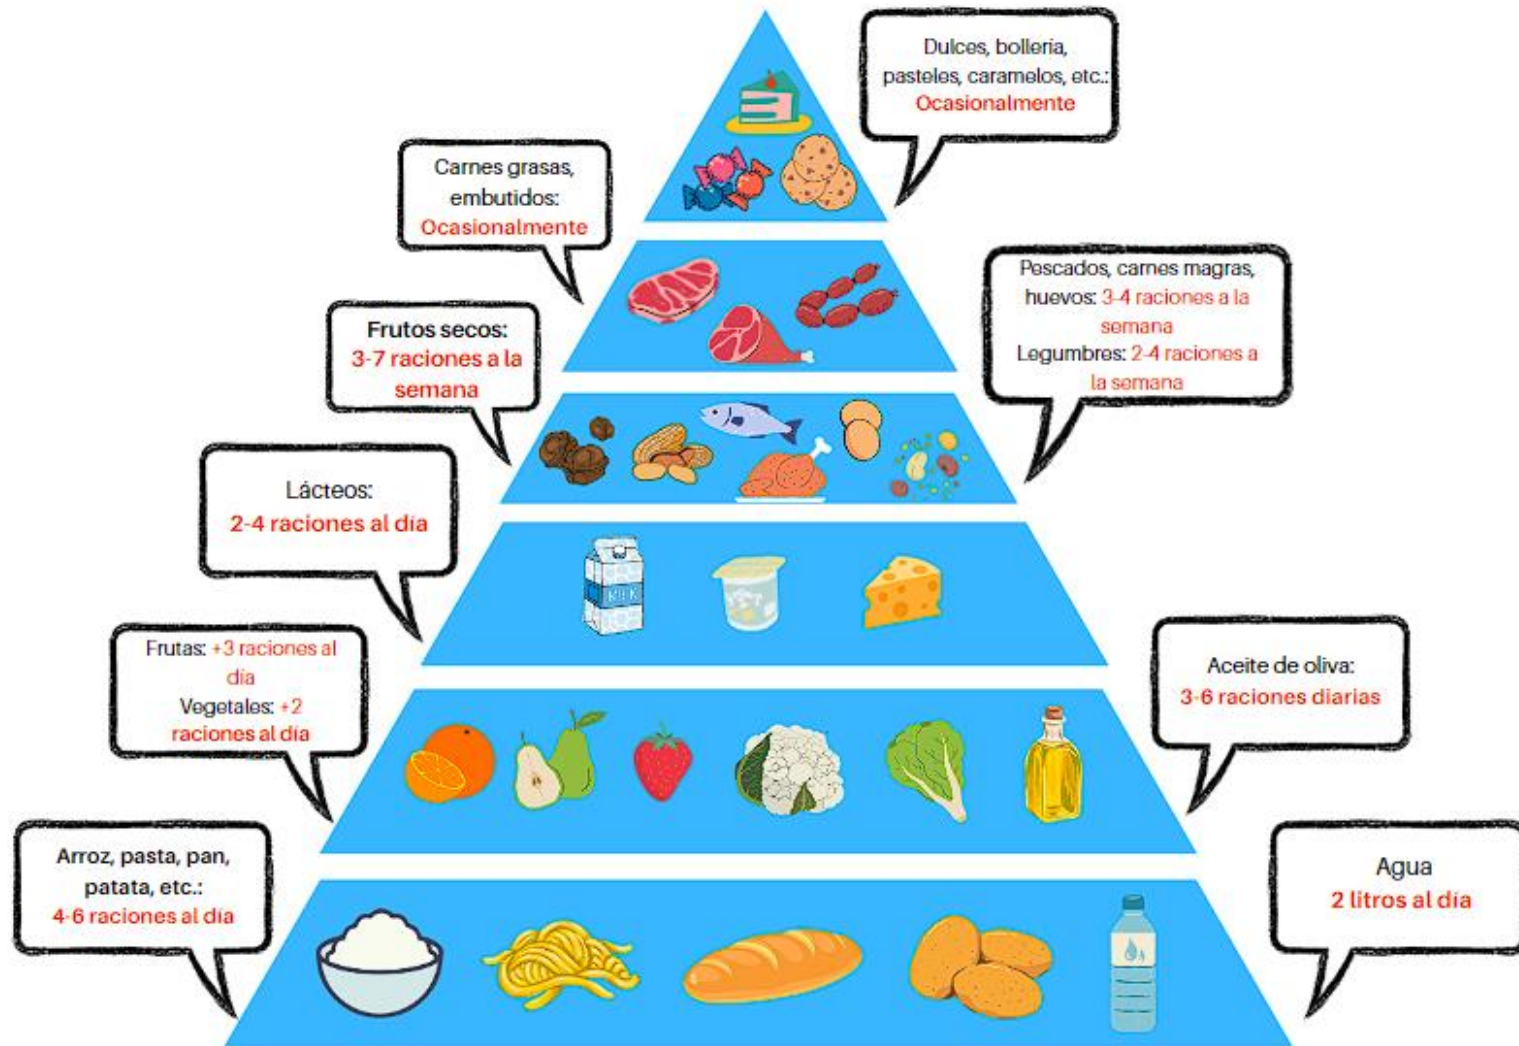 Dulces, bollería,
pasteles, caramelos, etc.:
Ocasionalmente
Carnes grasas,
embutidos:
Ocasionalmente
Pescados, carnes magras,
huevos: 3-4 raciones a la
semana
Legumbres: 2-4 raciones a
la semana
Frutos secos:
3-7 raciones a la
semana
Lácteos:
2-4 raciones al día
MILK
Frutas: +3 raciones al
día
Vegetales: +2
raciones al día
Aceite de oliva:
3-6 raciones diarias
Arroz, pasta, pan,
patata, etc.:
4-6 raciones al día
Agua
2 litros al día